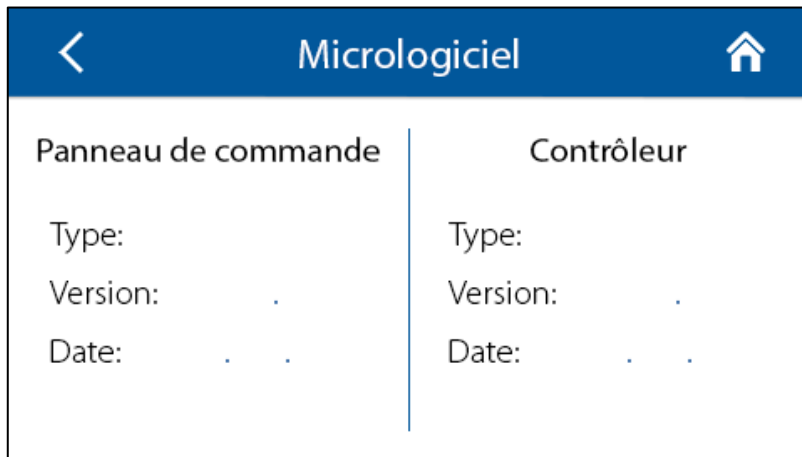 Micrologiciel
Panneau de commande
Type:
Version: .
Date: . .
Contrôleur
Type:
Version: .
Date: . .